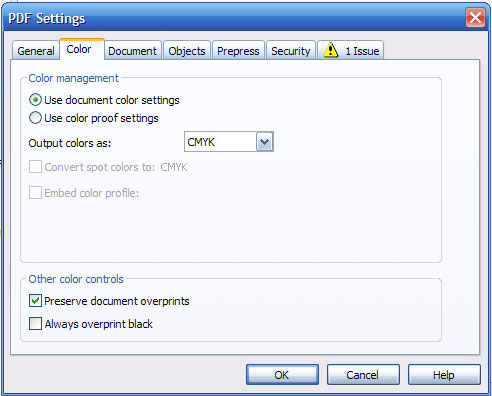 PDF Settings
General Color Document Objects Prepress Security 1 Issue
Color management
Use document color settings
Use color proof settings
Output colors as: CMYK
Convert spot colors to: CMYK
Embed color profile:
Other color controls
Preserve document overprints
Always overprint black
OK Cancel Help